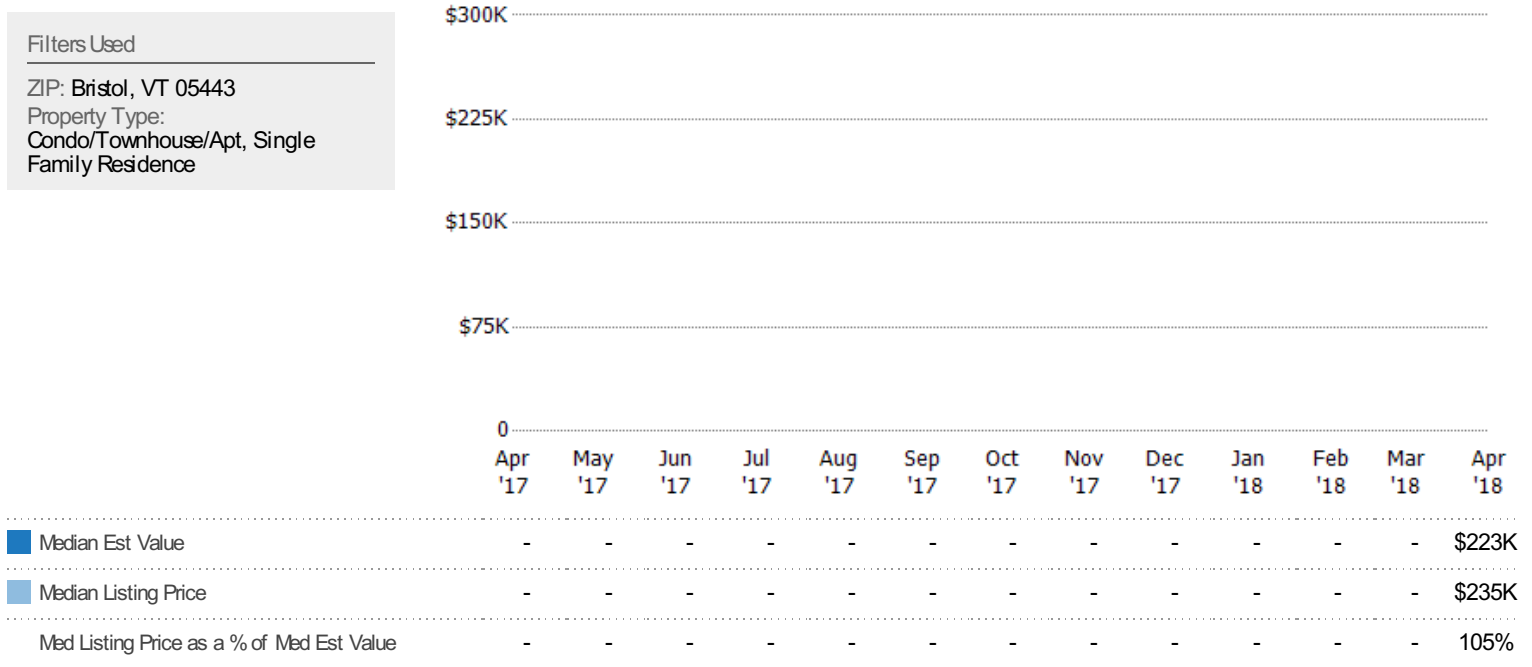 Filters Used
ZIP: Bristol, VT 05443
Property Type:
Condo/Townhouse/Apt, Single
Family Residence
$300K
$225K
$150K
$75K
0
Apr May Jun Jul Aug Sep Oct Nov Dec Jan Feb Mar Apr
'17 '17 '17 '17 '17 '17 '17 '17 '17 '18 '18 '18 '18
Median Est Value - - - - - - - - - - - - $223K
Median Listing Price - - - - - - - - - - - - $235K
Med Listing Price as a % of Med Est Value - - - - - - - - - - - - 105%